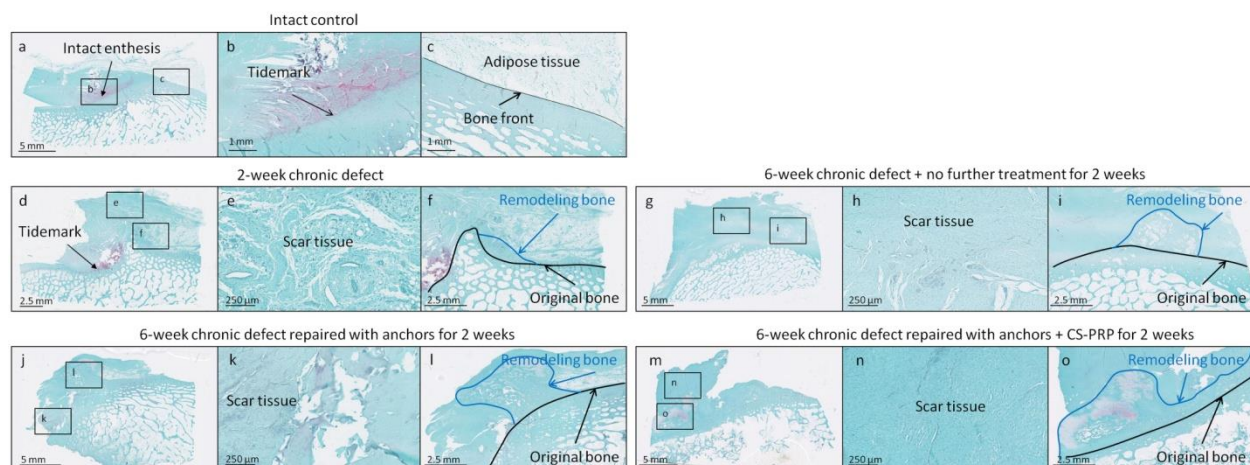 Intact control
a
Intact enthesis
b
c
5 mm
b
Tidemark
1 mm
c
Adipose tissue
Bone front
1 mm
2-week chronic defect
d
e
f
Tidemark
2.5 mm
e
Scar tissue
250 µm
f
Remodeling bone
Original bone
2.5 mm
6-week chronic defect + no further treatment for 2 weeks
g
h
i
5 mm
h
Scar tissue
250 µm
i
Remodeling bone
Original bone
2.5 mm
6-week chronic defect repaired with anchors for 2 weeks
j
l
k
5 mm
k
Scar tissue
250 µm
l
Remodeling bone
Original bone
2.5 mm
6-week chronic defect repaired with anchors + CS-PRP for 2 weeks
m
n
o
5 mm
n
Scar tissue
250 µm
o
Remodeling bone
Original bone
2.5 mm